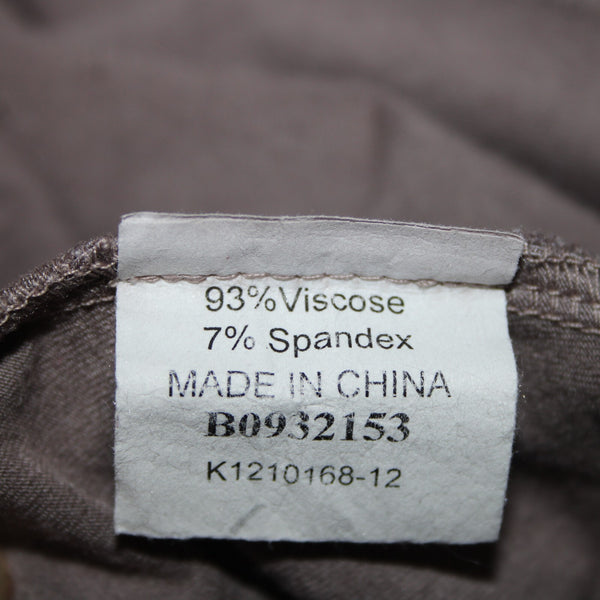 93%Viscose
7% Spandex
MADE IN CHINA
B0932153
K1210168-12